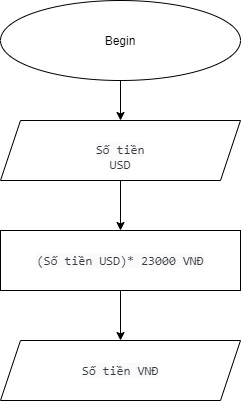 Begin
Số tiền
USD
(Số tiền USD)* 23000 VNĐ
Số tiền VNĐ